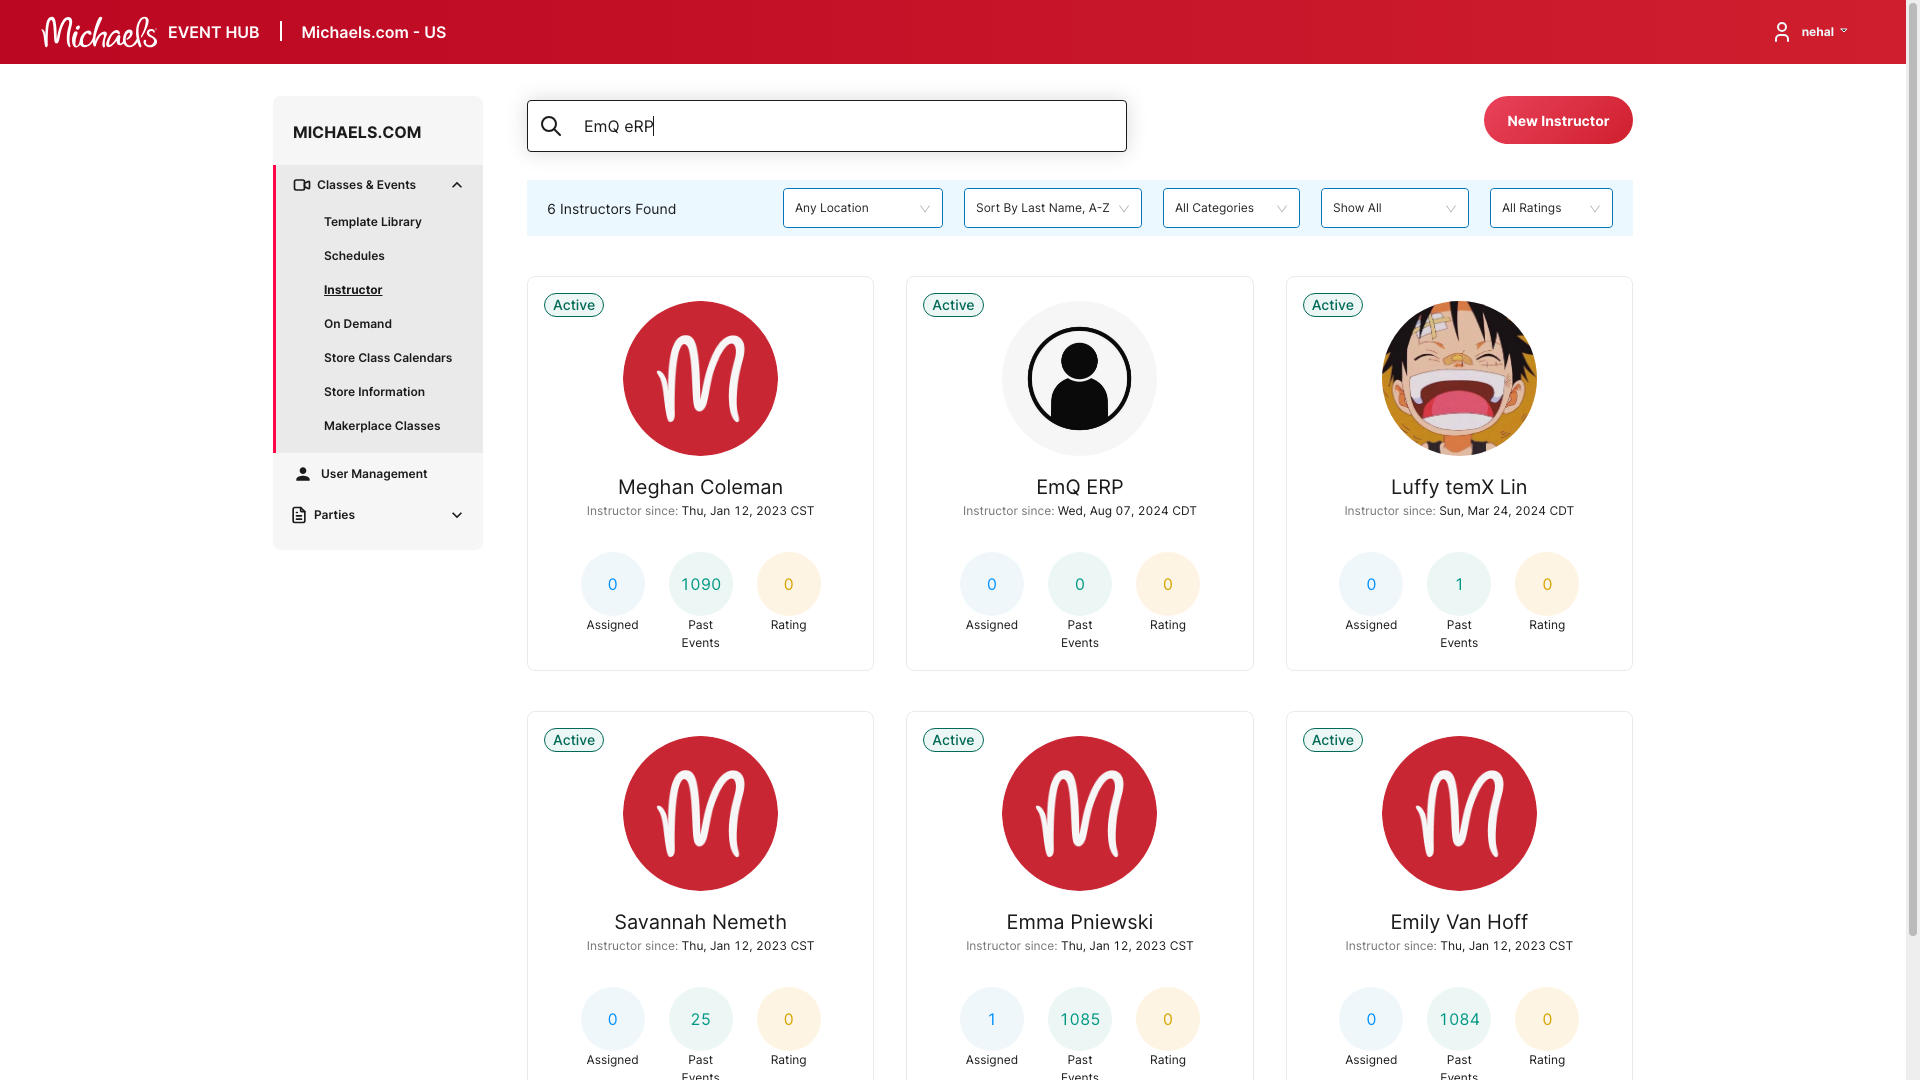 Michaels EVENT HUB Michaels.com - US nehal
MICHAELS.COM
Classes & Events
Template Library
Schedules
Instructor
On Demand
Store Class Calendars
Store Information
Makerplace Classes
User Management
Parties
EmQ eRP
New Instructor
6 Instructors Found Any Location Sort By Last Name, A-Z All Categories Show All All Ratings
Active
Meghan Coleman
Instructor since: Thu, Jan 12, 2023 CST
0 1090 0
Assigned Past Events Rating
Active
EmQ ERP
Instructor since: Wed, Aug 07, 2024 CDT
0 0 0
Assigned Past Events Rating
Active
Luffy temX Lin
Instructor since: Sun, Mar 24, 2024 CDT
0 1 0
Assigned Past Events Rating
Active
Savannah Nemeth
Instructor since: Thu, Jan 12, 2023 CST
0 25 0
Assigned Past Events Rating
Active
Emma Pniewski
Instructor since: Thu, Jan 12, 2023 CST
1 1085 0
Assigned Past Events Rating
Active
Emily Van Hoff
Instructor since: Thu, Jan 12, 2023 CST
0 1084 0
Assigned Past Events Rating